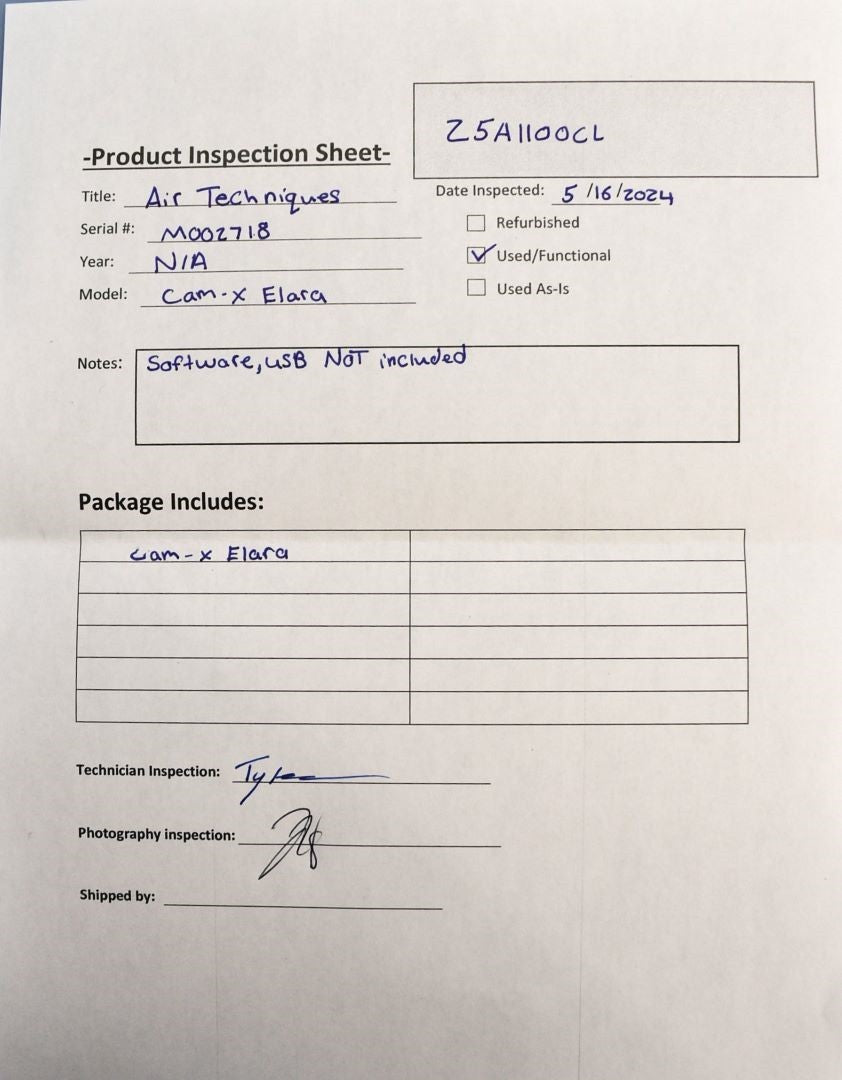 Z5A1100CL
-Product Inspection Sheet-
Title: Air Techniques
Date Inspected: 5/16/2024
Serial #: M002718
Refurbished
Year: N/A
Used/Functional
Model: Cam-x Elara
Used As-Is
Notes: Software, USB NOT included
Package Includes:
Cam-x Elara
Technician Inspection:
Photography inspection:
Shipped by: